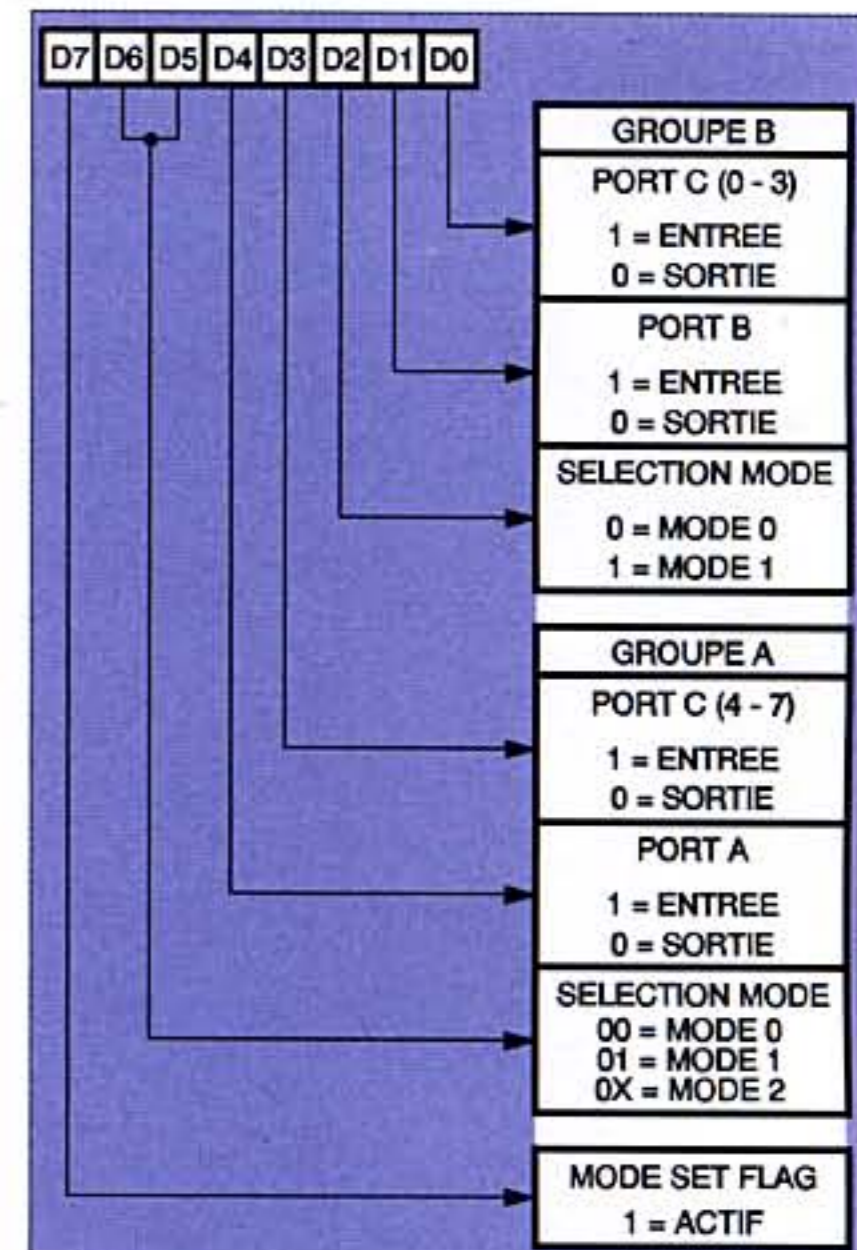 D7 D6 D5 D4 D3 D2 D1 D0
GROUPE B
PORT C (0 - 3)
1 = ENTREE
0 = SORTIE
PORT B
1 = ENTREE
0 = SORTIE
SELECTION MODE
0 = MODE 0
1 = MODE 1
GROUPE A
PORT C (4 - 7)
1 = ENTREE
0 = SORTIE
PORT A
1 = ENTREE
0 = SORTIE
SELECTION MODE
00 = MODE 0
01 = MODE 1
0X = MODE 2
MODE SET FLAG
1 = ACTIF